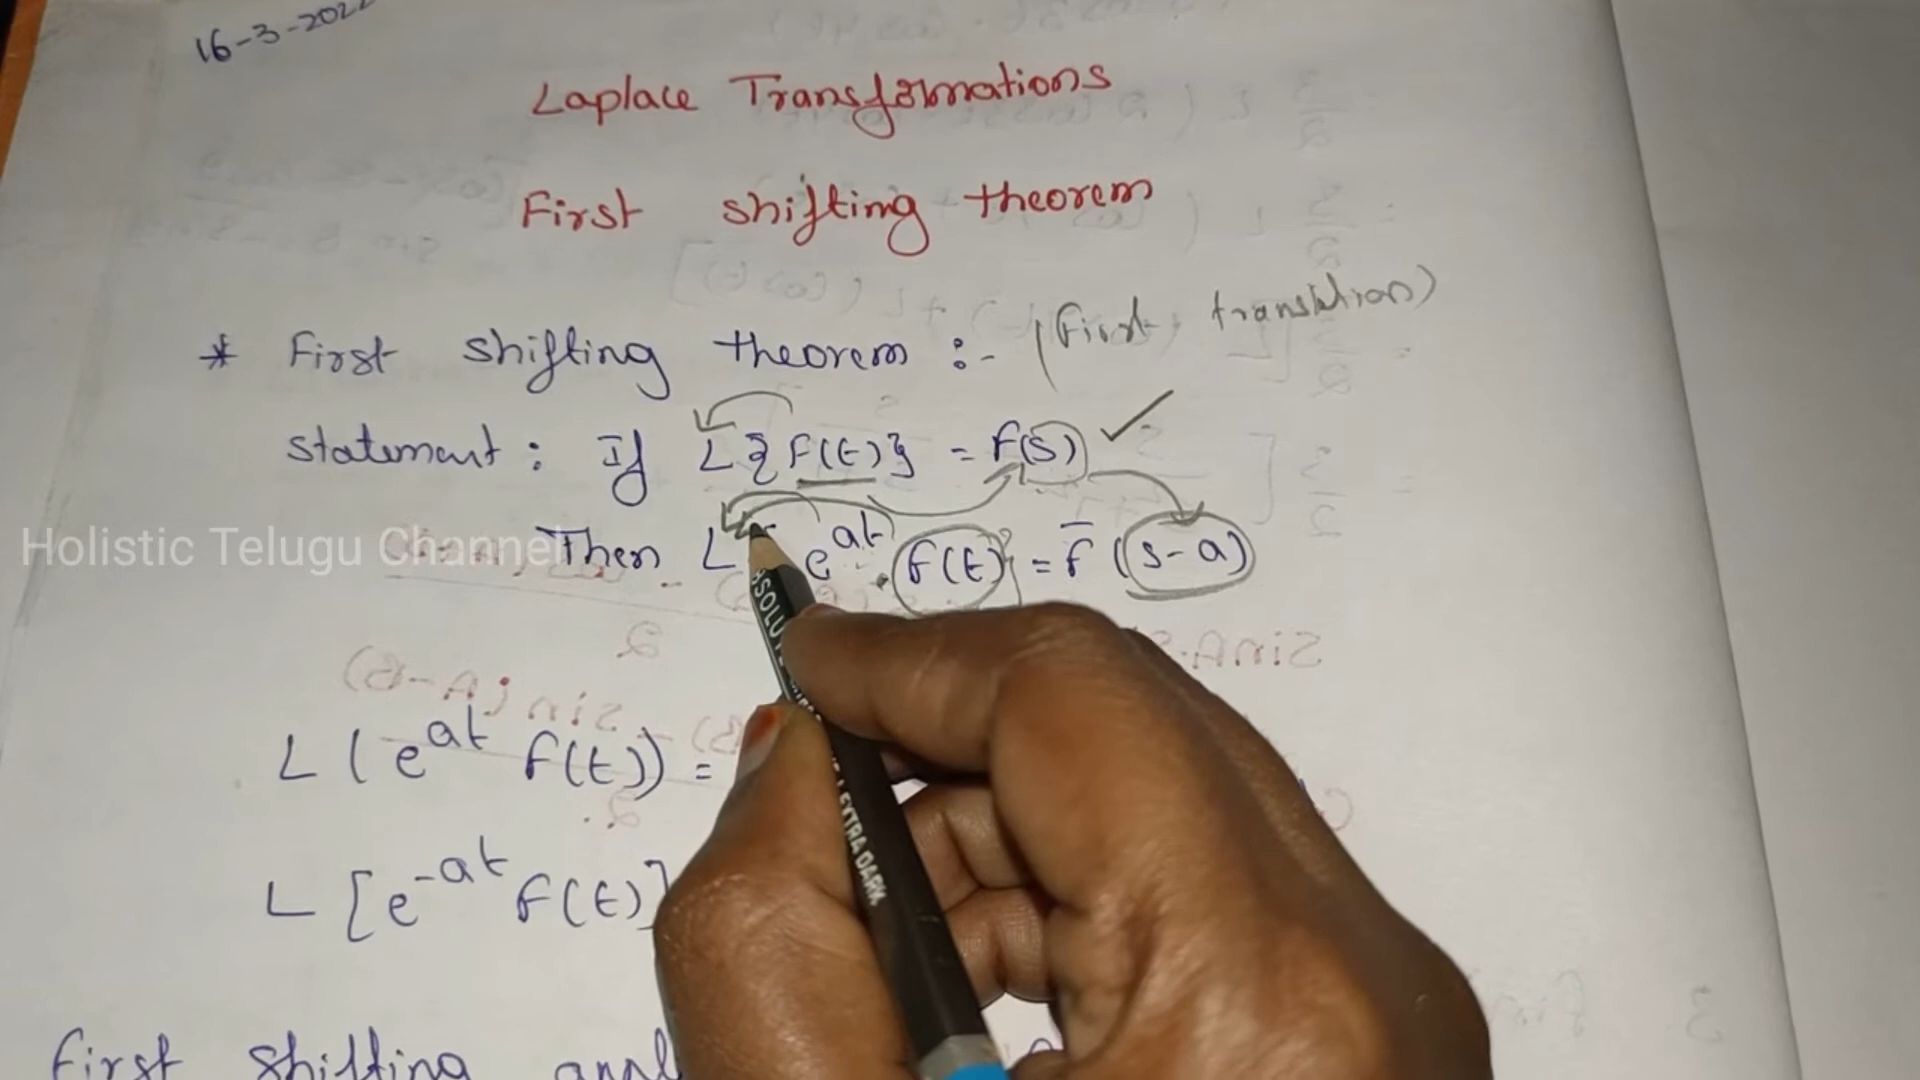 16-3-202
Laplace Transformations
First shifting theorem
* First shifting theorem :- (First translation)
statement : If L{f(t)} = f(s) ✓
Then L e^at . f(t)} = f̅ (s-a)
Holistic Telugu Channel
L (e^at f(t)) =
L [e^-at f(t)]
First shifting